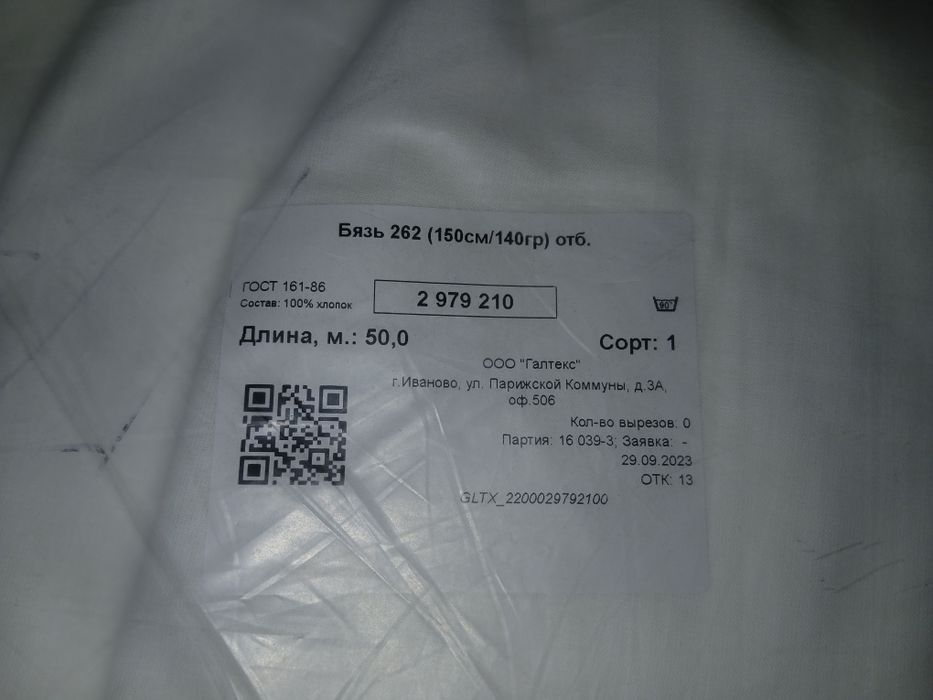 Бязь 262 (150см/140гр) отб.
ГОСТ 161-86
Состав: 100% хлопок
2 979 210
90°
Длина, м.: 50,0
Сорт: 1
ООО "Галтекс"
г.Иваново, ул. Парижской Коммуны, д.3А,
оф.506
Кол-во вырезов: 0
Партия: 16 039-3; Заявка: -
29.09.2023
ОТК: 13
GLTX_2200029792100